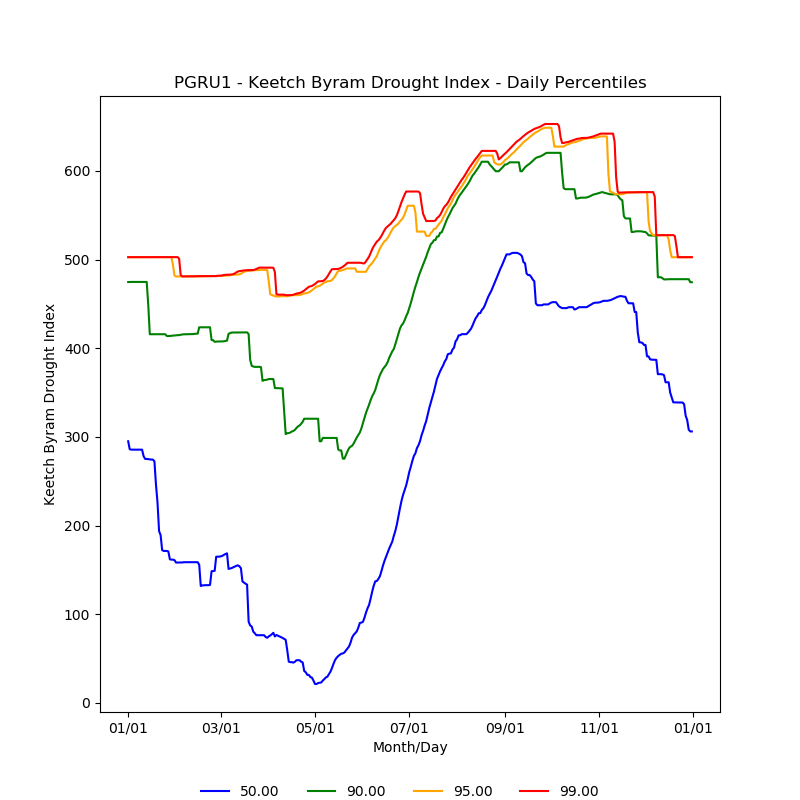 PGRU1 - Keetch Byram Drought Index - Daily Percentiles
Keetch Byram Drought Index
600
500
400
300
200
100
0
01/01 03/01 05/01 07/01 09/01 11/01 01/01
Month/Day
50.00 90.00 95.00 99.00